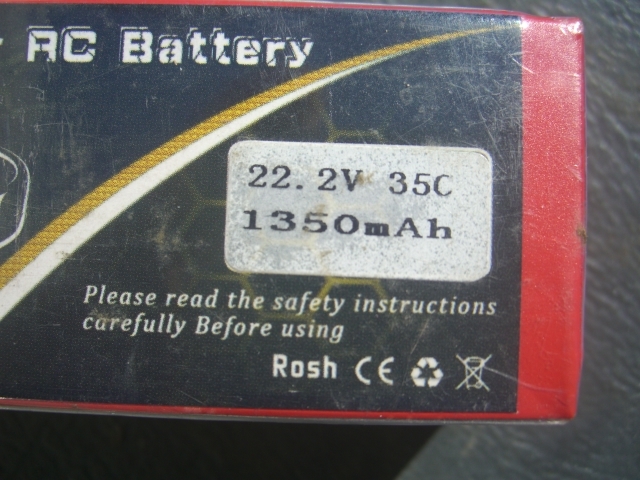 RC Battery
22.2V 35C
1350mAh
Please read the safety instructions
carefully Before using
Rosh CE